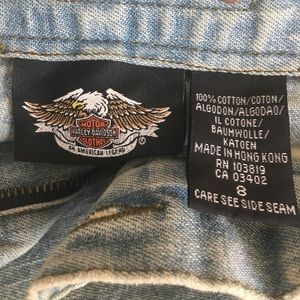 MOTOR
HARLEY-DAVIDSON
CLOTHES
AN AMERICAN LEGEND
100% COTTON/COTON/
ALGODON/ALGODAO/
IL COTONE/
BAUMWOLLE/
KATOEN
MADE IN HONG KONG
RN 103819
CA 03402
8
CARE SEE SIDE SEAM